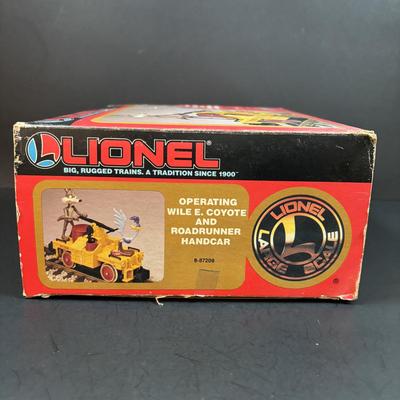 LIONEL
BIG, RUGGED TRAINS. A TRADITION SINCE 1900™
OPERATING
WILE E. COYOTE
AND
ROADRUNNER
HANDCAR
8-87208
LIONEL
LARGE SCALE
®